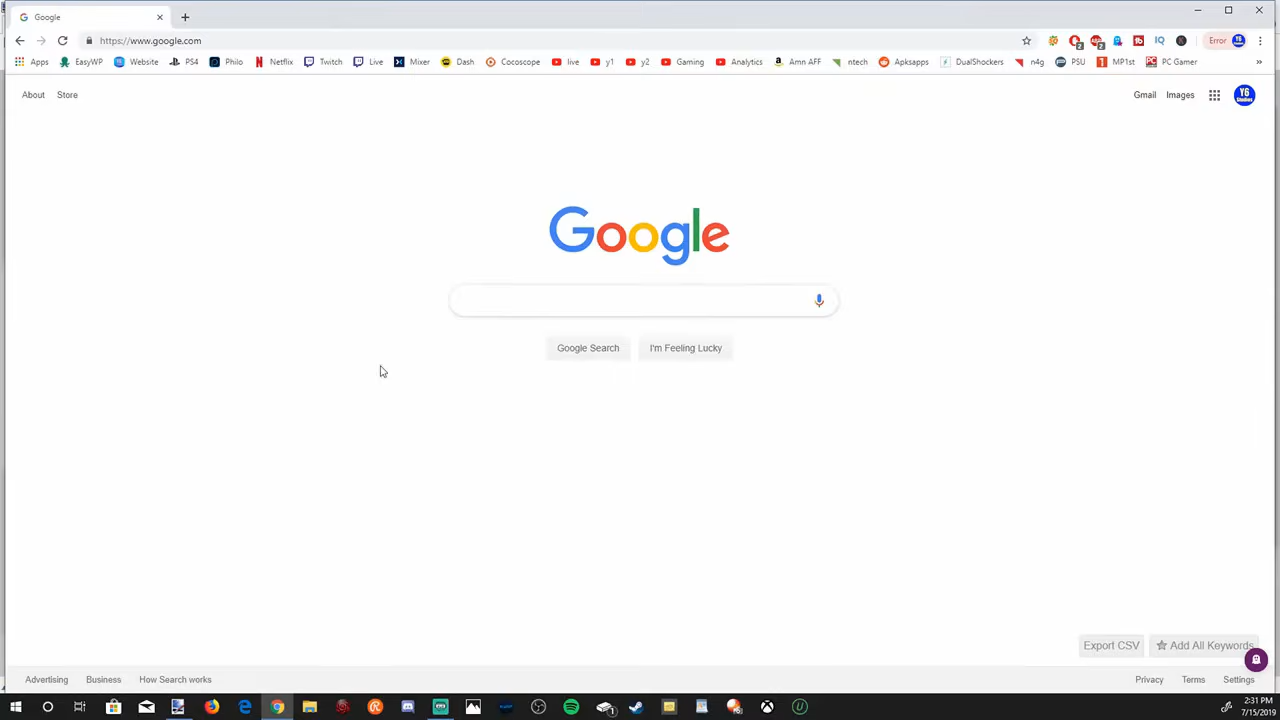 Google
https://www.google.com
Error
Apps EasyWP Website PS4 Philo Netflix Twitch Live Mixer Dash Cocoscope live y1 y2 Gaming Analytics Amn AFF ntech Apksapps DualShockers n4g PSU MP1st PC Gamer »
About Store
Gmail Images
Y6 Studios
Google
Google Search I'm Feeling Lucky
Export CSV Add All Keywords
Advertising Business How Search works
Privacy Terms Settings
2:31 PM
7/15/2019